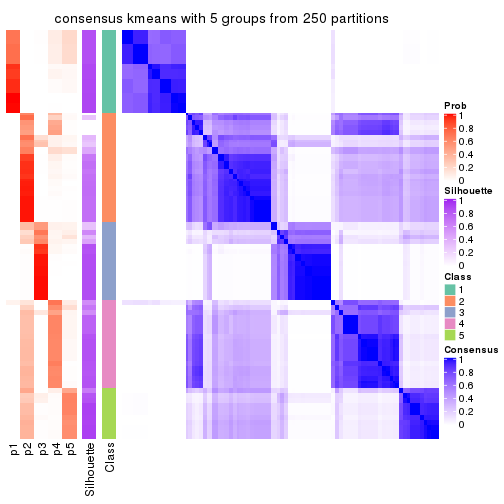 consensus kmeans with 5 groups from 250 partitions
Prob
1
0.8
0.6
0.4
0.2
0
Silhouette
1
0.8
0.6
0.4
0.2
0
Class
1
2
3
4
5
Consensus
1
0.8
0.6
0.4
0.2
0
p1
p2
p3
p4
p5
Silhouette
Class